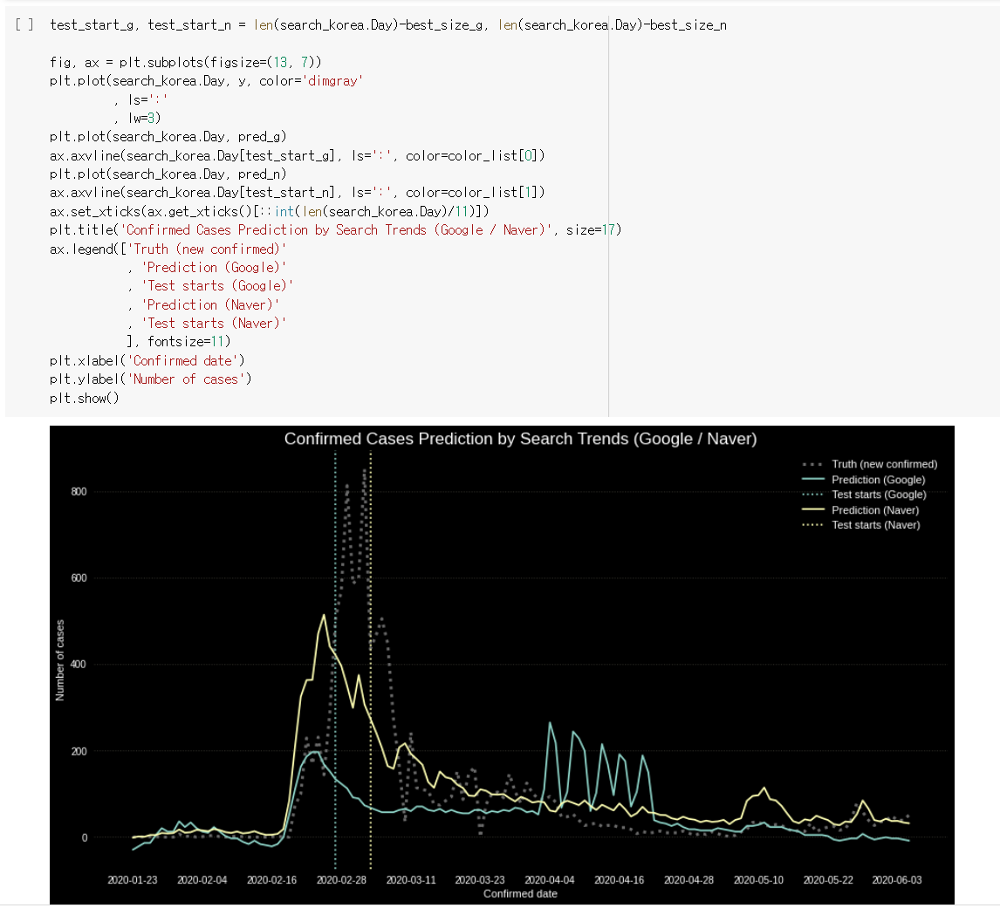 [ ] test_start_g, test_start_n = len(search_korea.Day)-best_size_g, len(search_korea.Day)-best_size_n
fig, ax = plt.subplots(figsize=(13, 7))
plt.plot(search_korea.Day, y, color='dimgray'
, ls=':'
, lw=3)
plt.plot(search_korea.Day, pred_g)
ax.axvline(search_korea.Day[test_start_g], ls=':', color=color_list[0])
plt.plot(search_korea.Day, pred_n)
ax.axvline(search_korea.Day[test_start_n], ls=':', color=color_list[1])
ax.set_xticks(ax.get_xticks()[::int(len(search_korea.Day)/11)])
plt.title('Confirmed Cases Prediction by Search Trends (Google / Naver)', size=17)
ax.legend(['Truth (new confirmed)'
, 'Prediction (Google)'
, 'Test starts (Google)'
, 'Prediction (Naver)'
, 'Test starts (Naver)'
], fontsize=11)
plt.xlabel('Confirmed date')
plt.ylabel('Number of cases')
plt.show()
Confirmed Cases Prediction by Search Trends (Google / Naver)
Truth (new confirmed)
Prediction (Google)
Test starts (Google)
Prediction (Naver)
Test starts (Naver)
800
600
400
200
0
Number of cases
2020-01-23 2020-02-04 2020-02-16 2020-02-28 2020-03-11 2020-03-23 2020-04-04 2020-04-16 2020-04-28 2020-05-10 2020-05-22 2020-06-03
Confirmed date